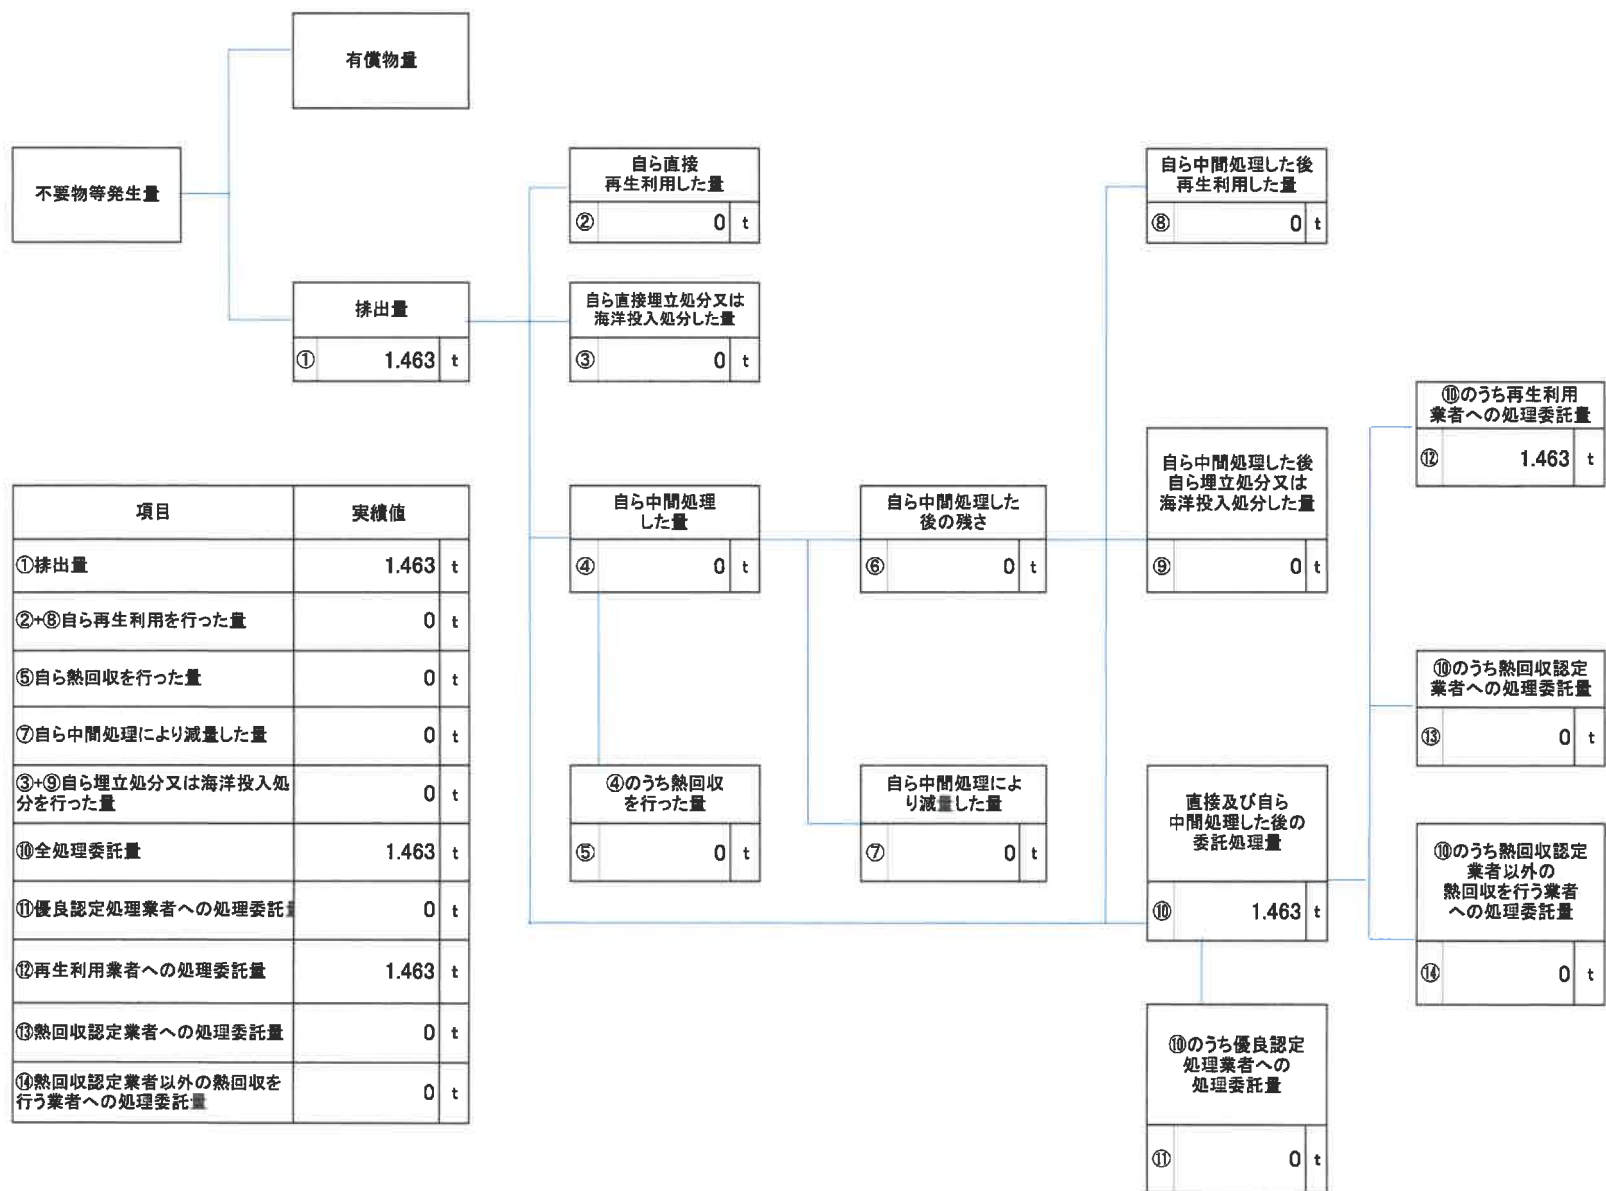 有償物量
不要物等発生量
排出量
① 1.463 t
自ら直接
再生利用した量
② 0 t
自ら直接埋立処分又は
海洋投入処分した量
③ 0 t
自ら中間処理
した量
④ 0 t
④のうち熱回収
を行った量
⑤ 0 t
自ら中間処理した
後の残さ
⑥ 0 t
自ら中間処理によ
り減量した量
⑦ 0 t
自ら中間処理した後
再生利用した量
⑧ 0 t
自ら中間処理した後
自ら埋立処分又は
海洋投入処分した量
⑨ 0 t
直接及び自ら
中間処理した後の
委託処理量
⑩ 1.463 t
⑩のうち優良認定
処理業者への
処理委託量
⑪ 0 t
⑩のうち再生利用
業者への処理委託量
⑫ 1.463 t
⑩のうち熱回収認定
業者への処理委託量
⑬ 0 t
⑩のうち熱回収認定
業者以外の
熱回収を行う業者
への処理委託量
⑭ 0 t
項目 実績値
①排出量 1.463 t
②+⑧自ら再生利用を行った量 0 t
⑤自ら熱回収を行った量 0 t
⑦自ら中間処理により減量した量 0 t
③+⑨自ら埋立処分又は海洋投入処
分を行った量 0 t
⑩全処理委託量 1.463 t
⑪優良認定処理業者への処理委託量 0 t
⑫再生利用業者への処理委託量 1.463 t
⑬熱回収認定業者への処理委託量 0 t
⑭熱回収認定業者以外の熱回収を
行う業者への処理委託量 0 t